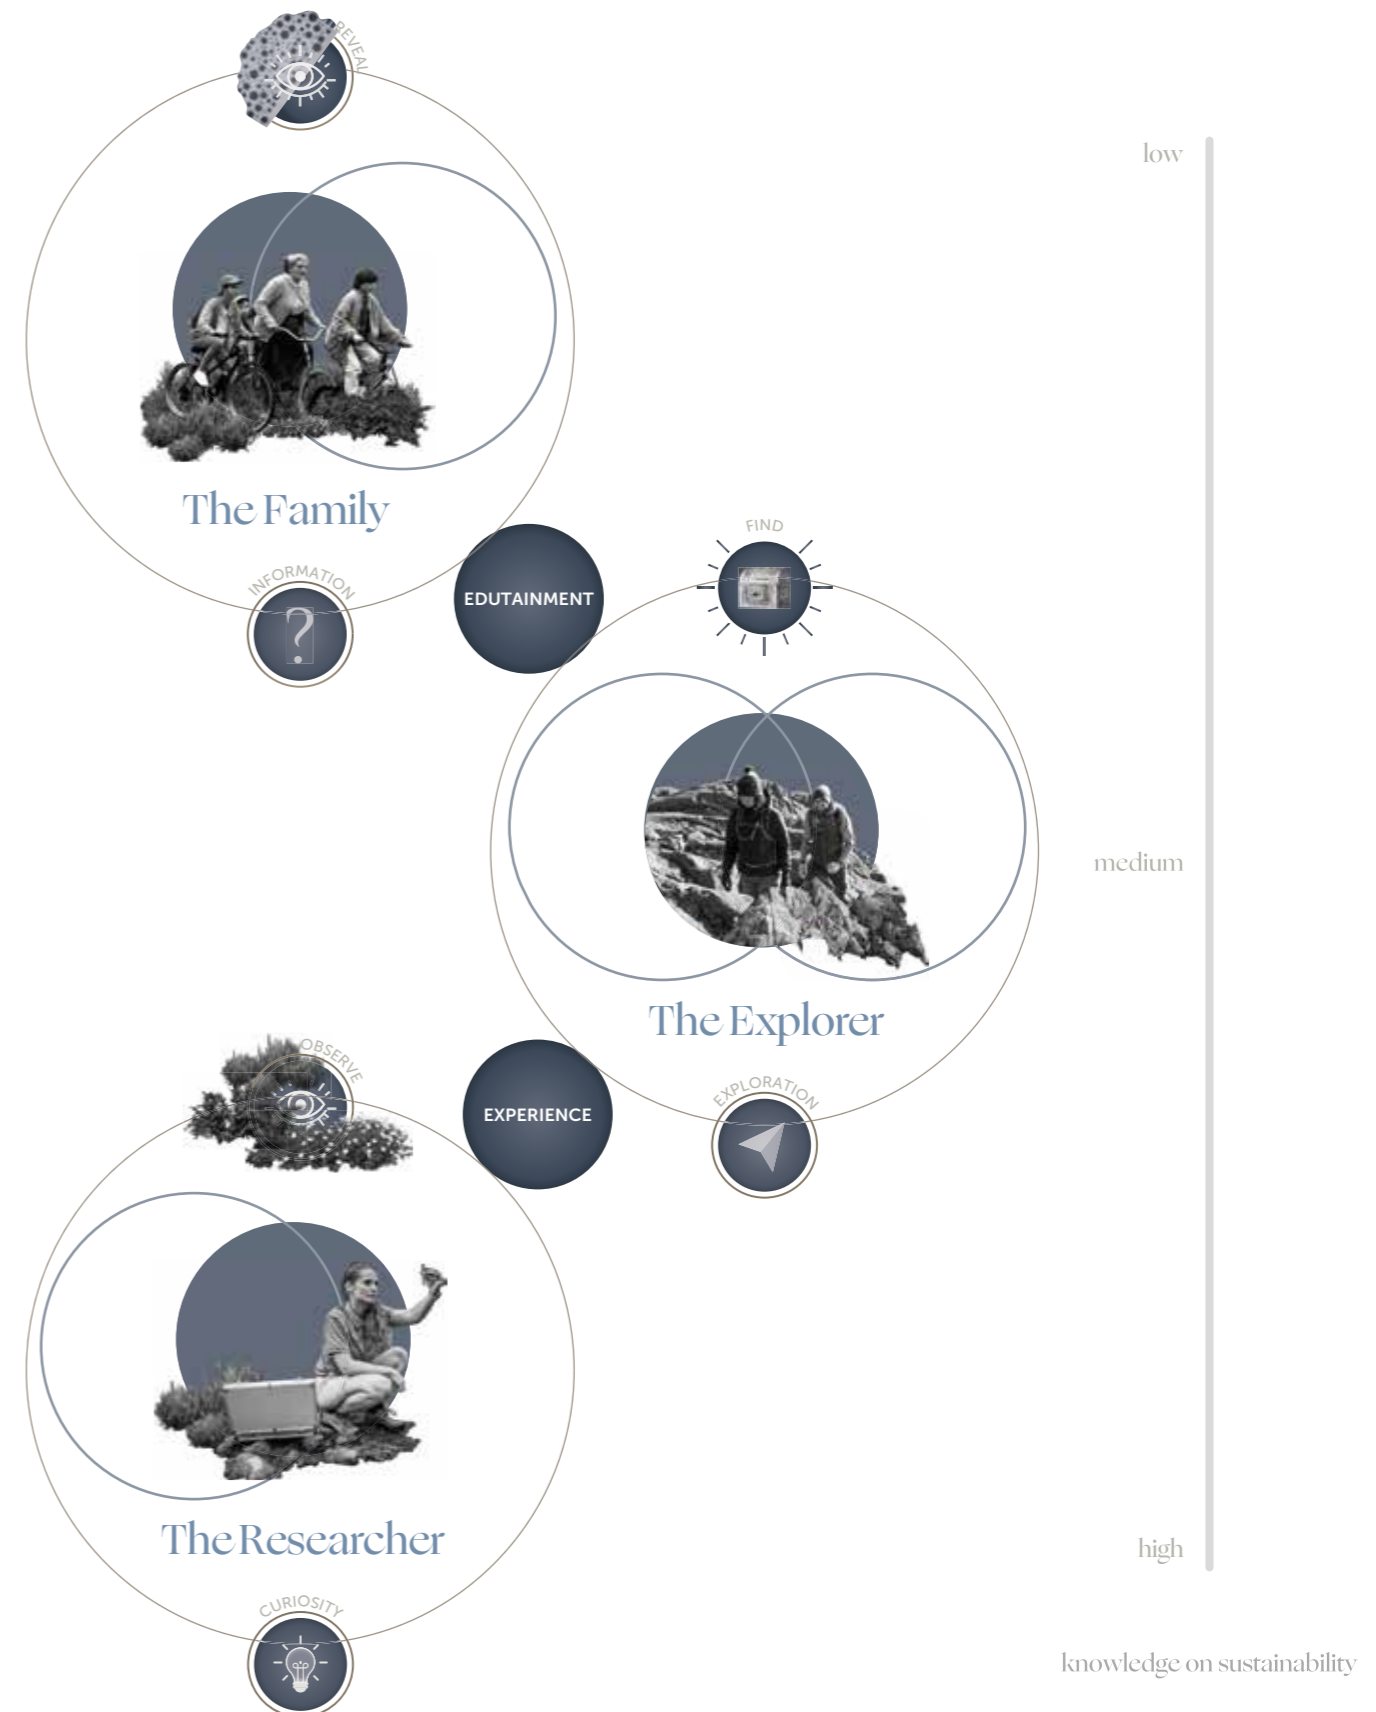 REVEAL
low
The Family
FIND
INFORMATION
EDUTAINMENT
?
medium
The Explorer
OBSERVE
EXPLORATION
EXPERIENCE
The Researcher
high
CURIOSITY
knowledge on sustainability